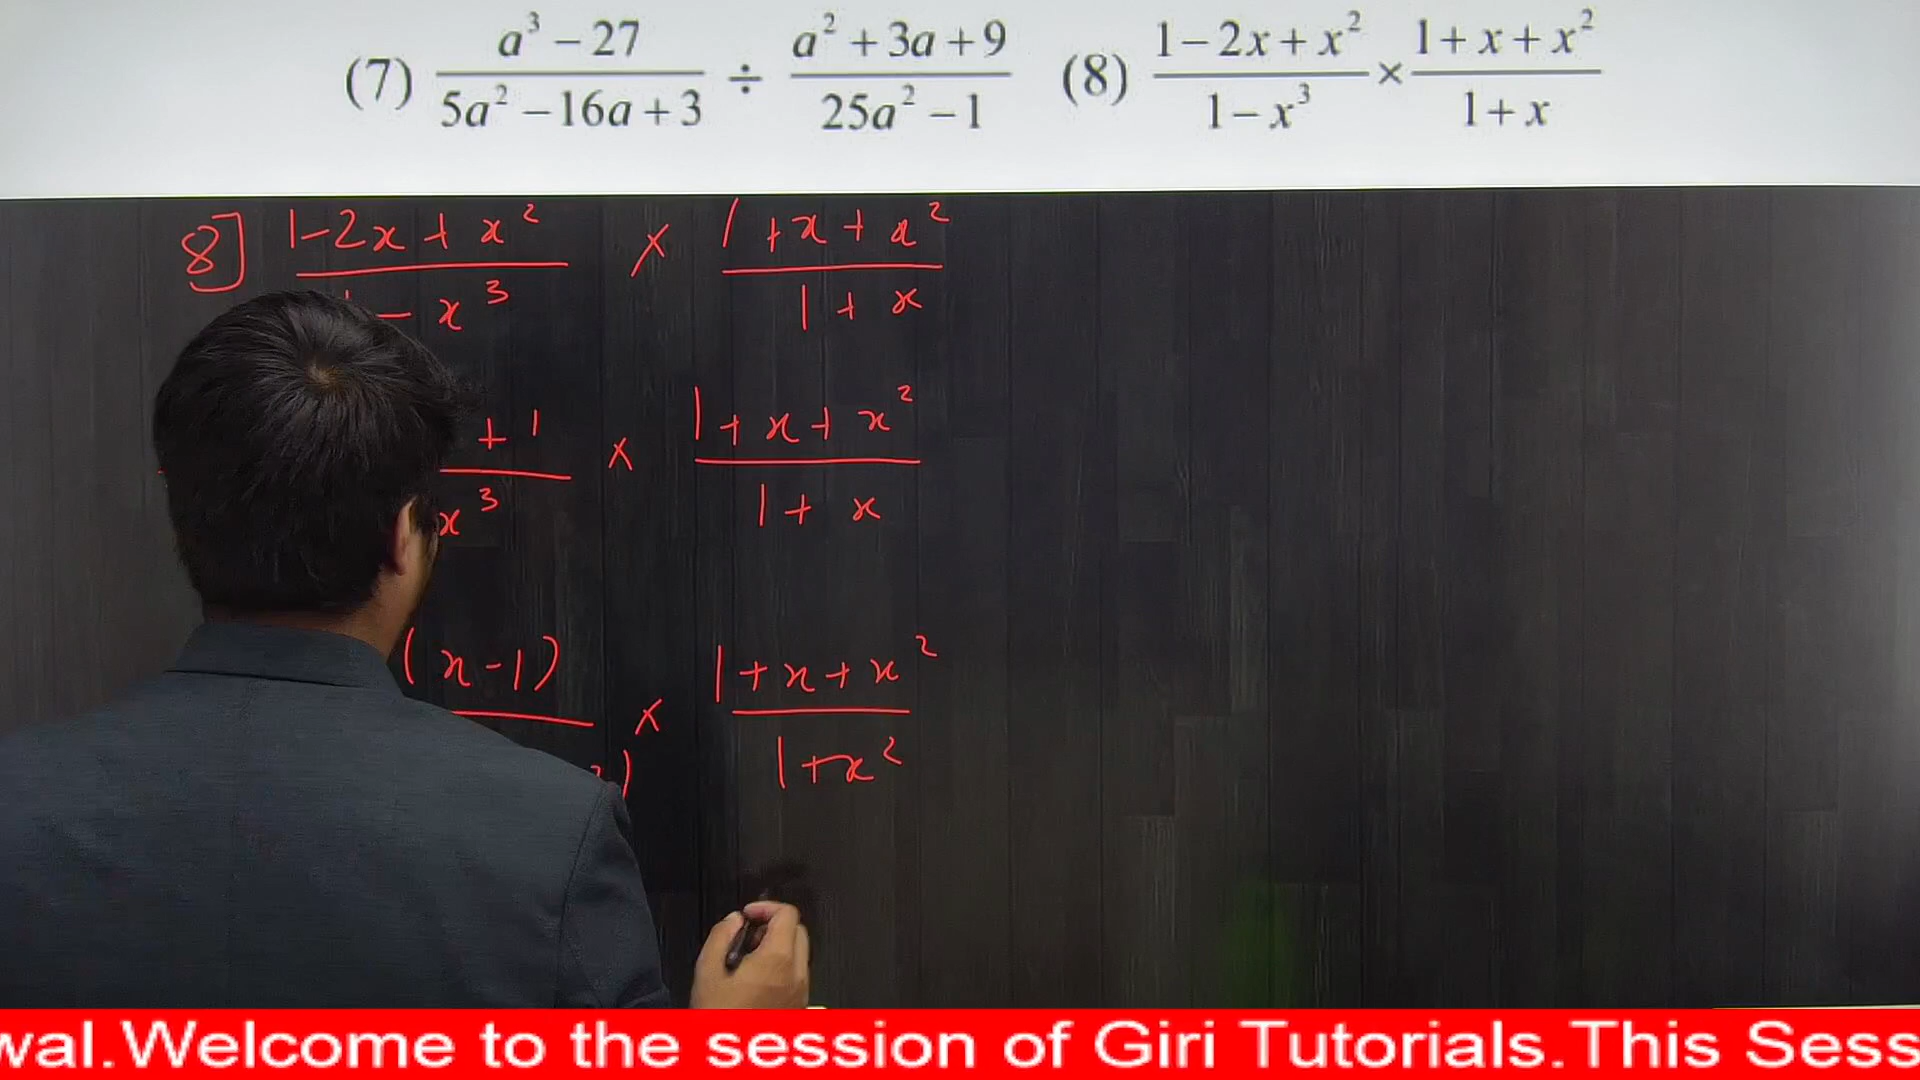 (7) (a³ − 27)/(5a² − 16a + 3) ÷ (a² + 3a + 9)/(25a² − 1) (8) (1 − 2x + x²)/(1 − x³) × (1 + x + x²)/(1 + x)
8] 1-2x + x² × 1 + x + x²
- x³ 1 + x
+ 1 × 1 + x + x²
x³ 1 + x
(x-1) × 1 + x + x²
) 1 + x²
wal.Welcome to the session of Giri Tutorials.This Sess